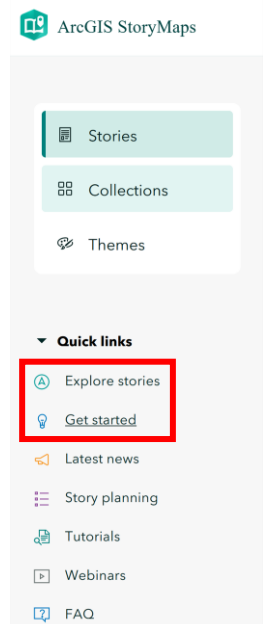 ArcGIS StoryMaps
Stories
Collections
Themes
Quick links
Explore stories
Get started
Latest news
Story planning
Tutorials
Webinars
FAQ